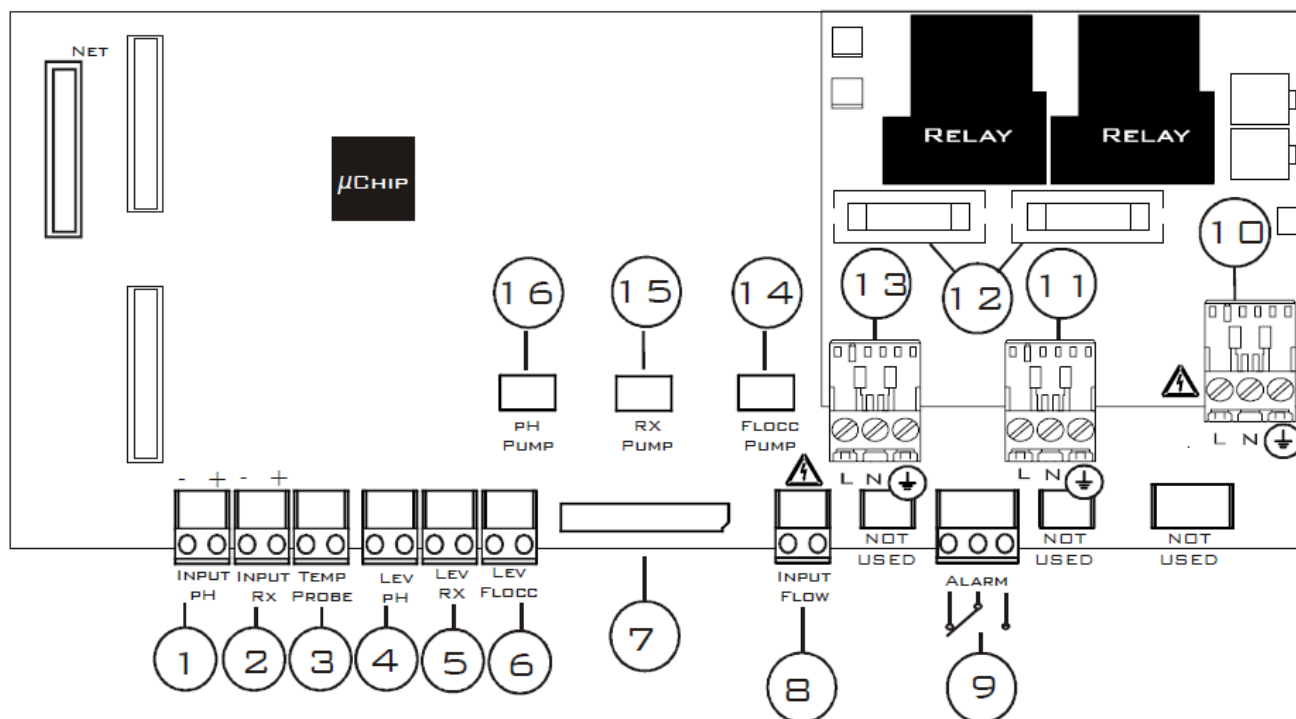 NET
µCHIP
RELAY
RELAY
10
16
15
14
13
12
11
PH
PUMP
RX
PUMP
FLOCC
PUMP
L N
L N
L N
- + - +
INPUT
PH
INPUT
RX
TEMP
PROBE
LEV
PH
LEV
RX
LEV
FLOCC
INPUT
FLOW
NOT
USED
ALARM
NOT
USED
NOT
USED
1
2
3
4
5
6
7
8
9